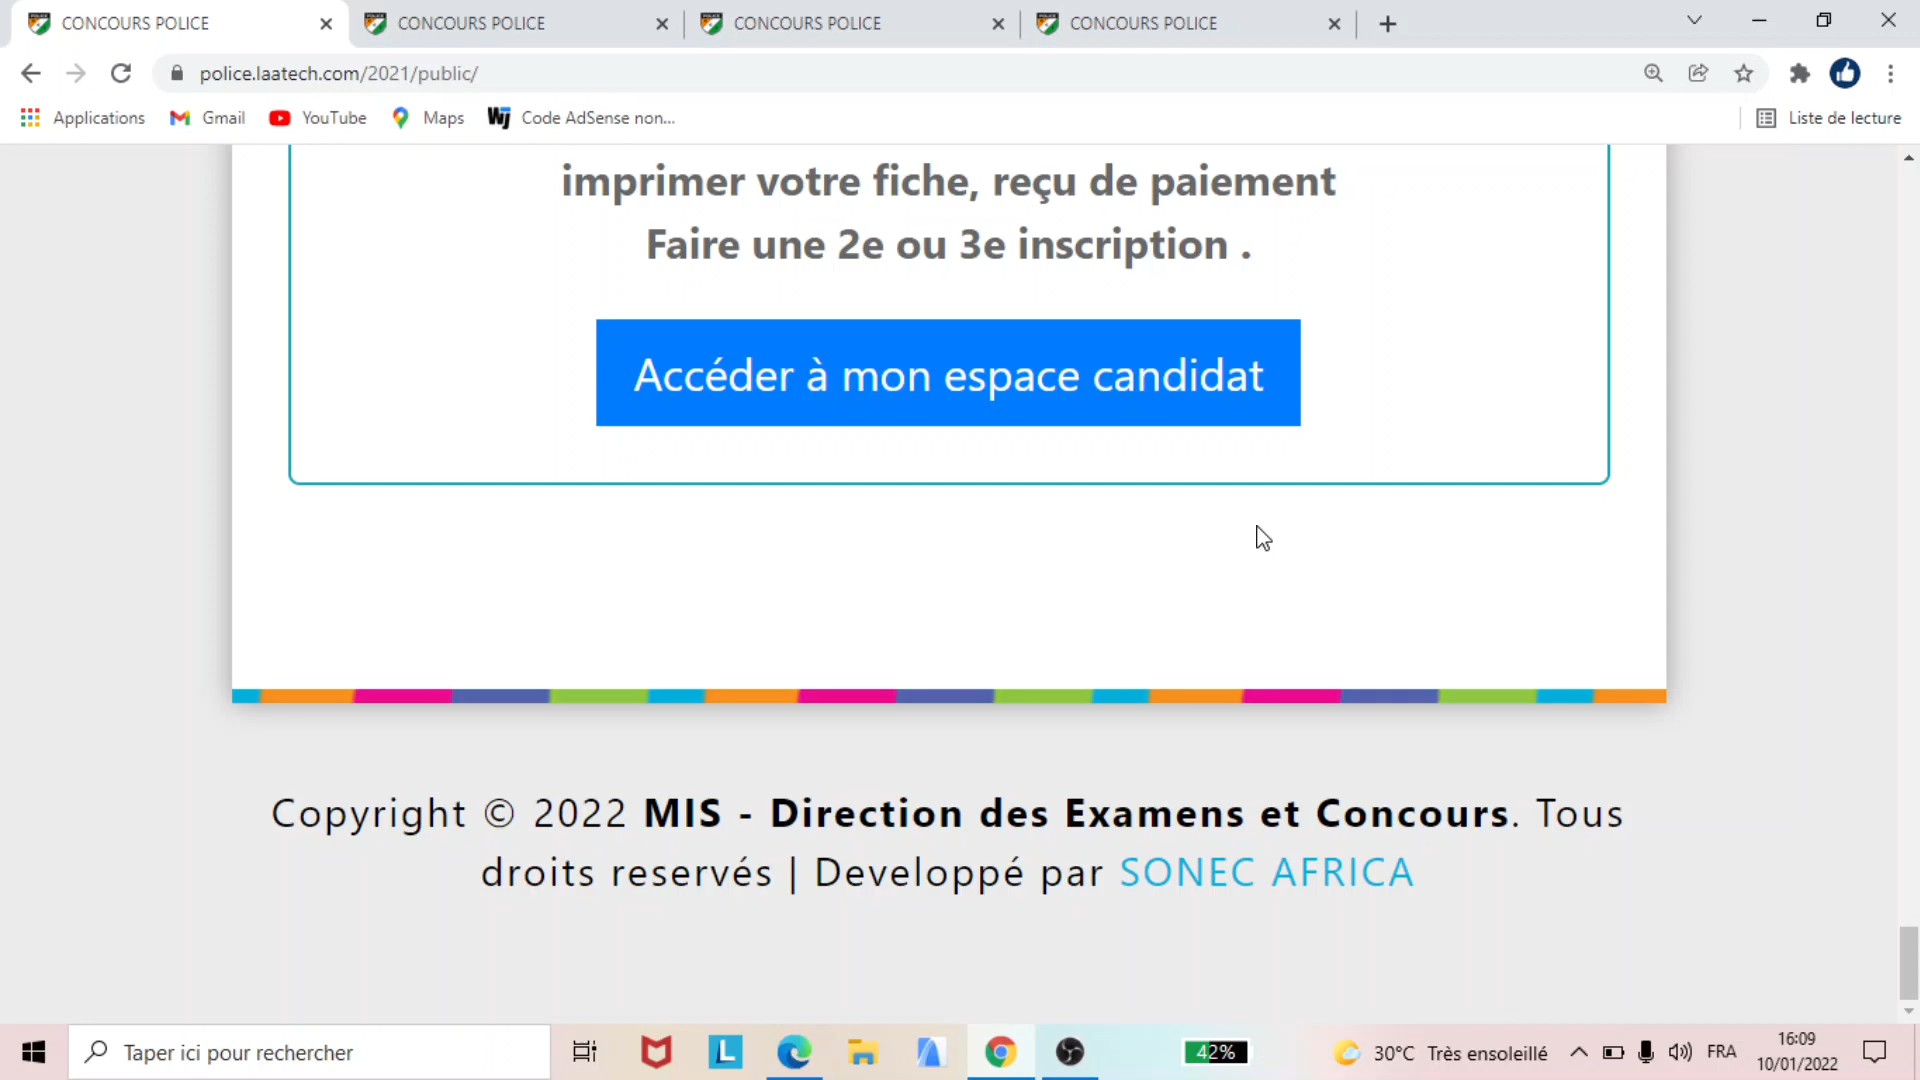 CONCOURS POLICE
CONCOURS POLICE
CONCOURS POLICE
CONCOURS POLICE
police.laatech.com/2021/public/
Applications
Gmail
YouTube
Maps
Code AdSense non...
Liste de lecture
imprimer votre fiche, reçu de paiement
Faire une 2e ou 3e inscription .
Accéder à mon espace candidat
Copyright © 2022 MIS - Direction des Examens et Concours. Tous
droits reservés | Developpé par SONEC AFRICA
Taper ici pour rechercher
42%
30°C Très ensoleillé
FRA
16:09
10/01/2022